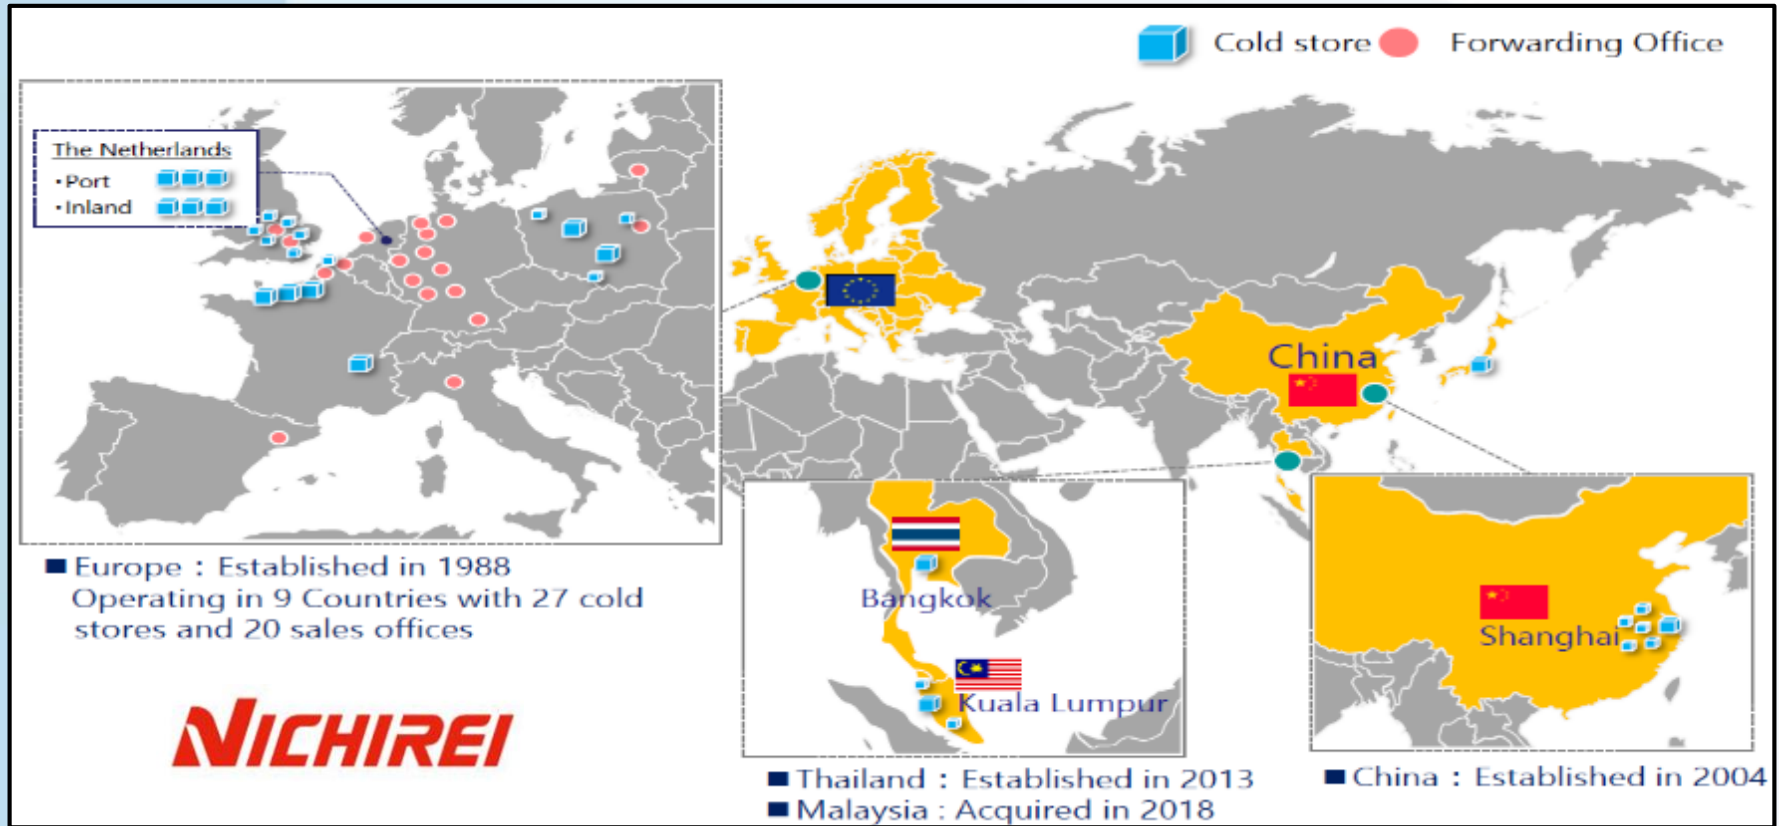 Cold store
Forwarding Office
The Netherlands
・Port
・Inland
China
■ Europe : Established in 1988
Operating in 9 Countries with 27 cold
stores and 20 sales offices
NICHIREI
Bangkok
Kuala Lumpur
■ Thailand : Established in 2013
■ Malaysia : Acquired in 2018
Shanghai
■ China : Established in 2004